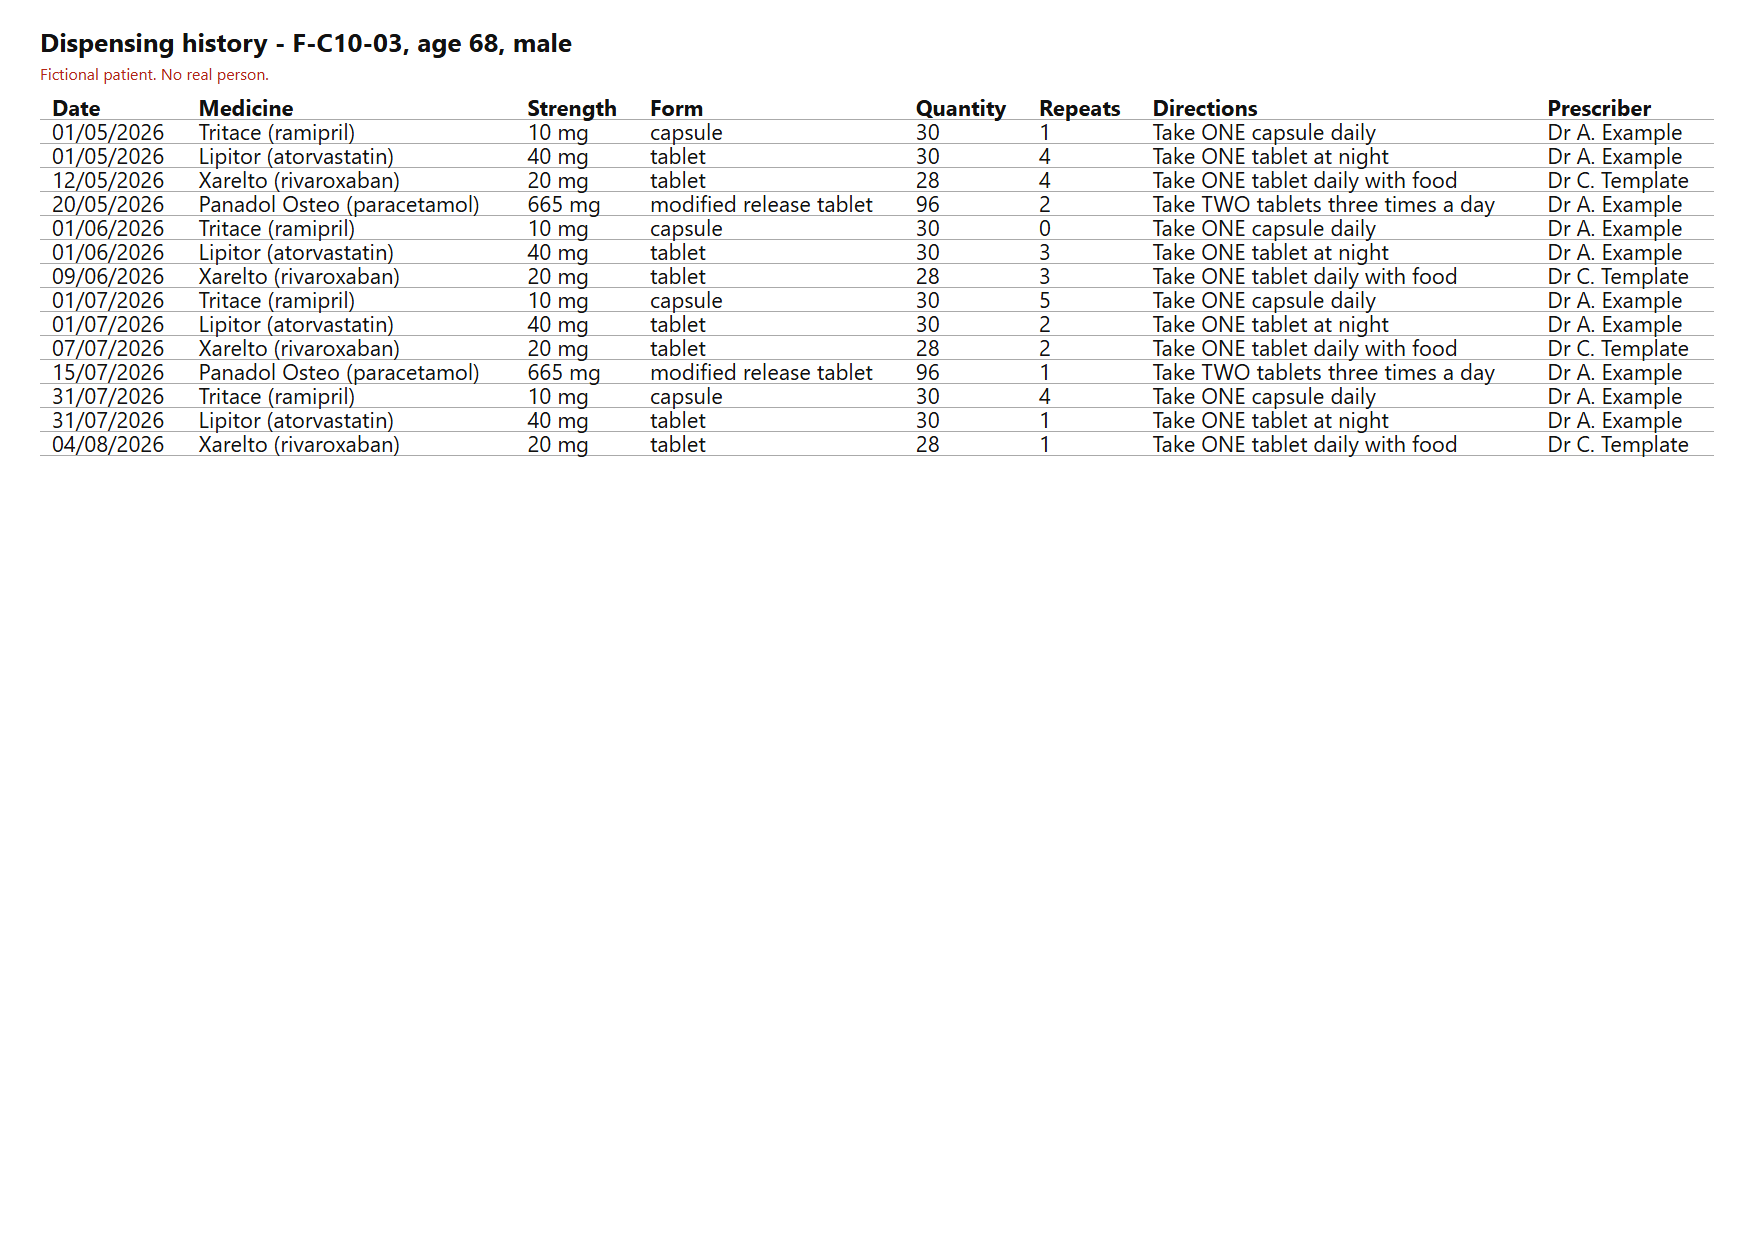 Dispensing history - F-C10-03, age 68, male
Fictional patient. No real person.
Date Medicine Strength Form Quantity Repeats Directions Prescriber
01/05/2026 Tritace (ramipril) 10 mg capsule 30 1 Take ONE capsule daily Dr A. Example
01/05/2026 Lipitor (atorvastatin) 40 mg tablet 30 4 Take ONE tablet at night Dr A. Example
12/05/2026 Xarelto (rivaroxaban) 20 mg tablet 28 4 Take ONE tablet daily with food Dr C. Template
20/05/2026 Panadol Osteo (paracetamol) 665 mg modified release tablet 96 2 Take TWO tablets three times a day Dr A. Example
01/06/2026 Tritace (ramipril) 10 mg capsule 30 0 Take ONE capsule daily Dr A. Example
01/06/2026 Lipitor (atorvastatin) 40 mg tablet 30 3 Take ONE tablet at night Dr A. Example
09/06/2026 Xarelto (rivaroxaban) 20 mg tablet 28 3 Take ONE tablet daily with food Dr C. Template
01/07/2026 Tritace (ramipril) 10 mg capsule 30 5 Take ONE capsule daily Dr A. Example
01/07/2026 Lipitor (atorvastatin) 40 mg tablet 30 2 Take ONE tablet at night Dr A. Example
07/07/2026 Xarelto (rivaroxaban) 20 mg tablet 28 2 Take ONE tablet daily with food Dr C. Template
15/07/2026 Panadol Osteo (paracetamol) 665 mg modified release tablet 96 1 Take TWO tablets three times a day Dr A. Example
31/07/2026 Tritace (ramipril) 10 mg capsule 30 4 Take ONE capsule daily Dr A. Example
31/07/2026 Lipitor (atorvastatin) 40 mg tablet 30 1 Take ONE tablet at night Dr A. Example
04/08/2026 Xarelto (rivaroxaban) 20 mg tablet 28 1 Take ONE tablet daily with food Dr C. Template